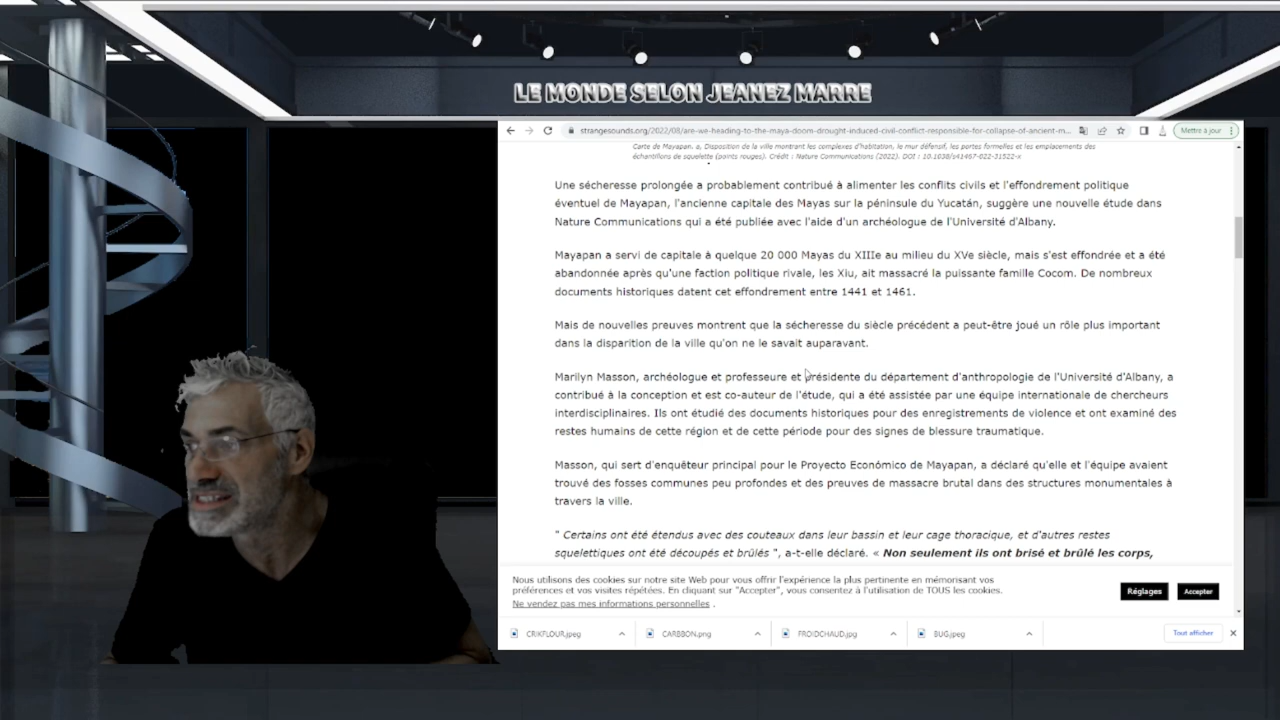 LE MONDE SELON JEANEZ MARRE
strangesounds.org/2022/08/are-we-heading-to-the-maya-doom-drought-induced-civil-conflict-responsible-for-collapse-of-ancient-m...
Mettre à jour
Carte de Mayapan. a, Disposition de la ville montrant les complexes d'habitation, le mur défensif, les portes formelles et les emplacements des
échantillons de squelette (points rouges). Crédit : Nature Communications (2022). DOI : 10.1038/s41467-022-31522-x
Une sécheresse prolongée a probablement contribué à alimenter les conflits civils et l'effondrement politique
éventuel de Mayapan, l'ancienne capitale des Mayas sur la péninsule du Yucatán, suggère une nouvelle étude dans
Nature Communications qui a été publiée avec l'aide d'un archéologue de l'Université d'Albany.
Mayapan a servi de capitale à quelque 20 000 Mayas du XIIIe au milieu du XVe siècle, mais s'est effondrée et a été
abandonnée après qu'une faction politique rivale, les Xiu, ait massacré la puissante famille Cocom. De nombreux
documents historiques datent cet effondrement entre 1441 et 1461.
Mais de nouvelles preuves montrent que la sécheresse du siècle précédent a peut-être joué un rôle plus important
dans la disparition de la ville qu'on ne le savait auparavant.
Marilyn Masson, archéologue et professeure et présidente du département d'anthropologie de l'Université d'Albany, a
contribué à la conception et est co-auteur de l'étude, qui a été assistée par une équipe internationale de chercheurs
interdisciplinaires. Ils ont étudié des documents historiques pour des enregistrements de violence et ont examiné des
restes humains de cette région et de cette période pour des signes de blessure traumatique.
Masson, qui sert d'enquêteur principal pour le Proyecto Económico de Mayapan, a déclaré qu'elle et l'équipe avaient
trouvé des fosses communes peu profondes et des preuves de massacre brutal dans des structures monumentales à
travers la ville.
" Certains ont été étendus avec des couteaux dans leur bassin et leur cage thoracique, et d'autres restes
squelettiques ont été découpés et brûlés ", a-t-elle déclaré. « Non seulement ils ont brisé et brûlé les corps,
Nous utilisons des cookies sur notre site Web pour vous offrir l'expérience la plus pertinente en mémorisant vos
préférences et vos visites répétées. En cliquant sur "Accepter", vous consentez à l'utilisation de TOUS les cookies.
Ne vendez pas mes informations personnelles .
Réglages
Accepter
CRIKFLOUR.jpeg
CARBBON.png
FROIDCHAUD.jpg
BUG.jpeg
Tout afficher